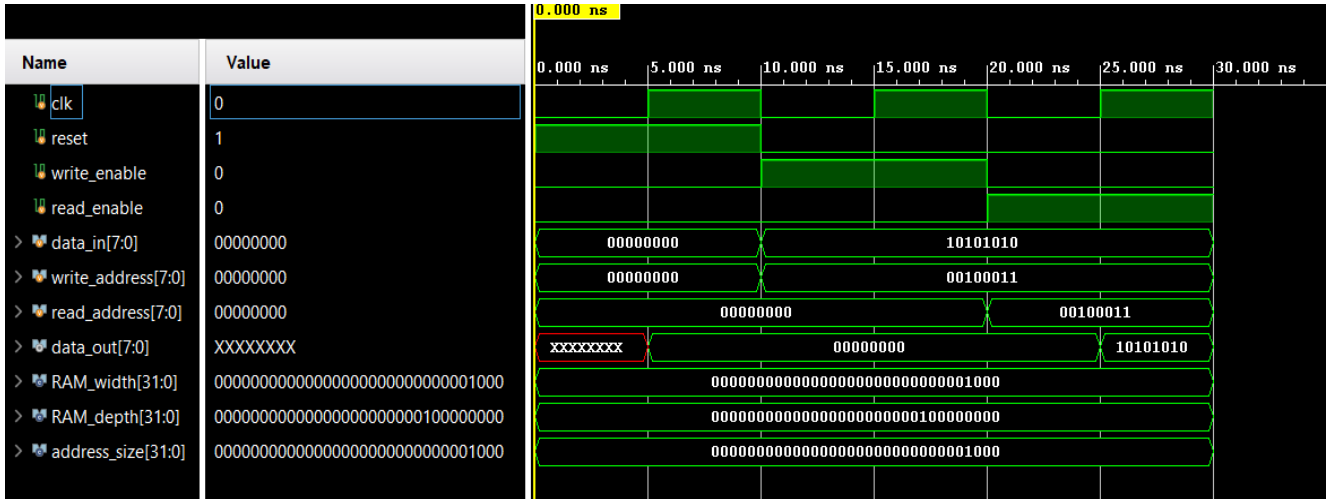 0.000 ns
Name Value 0.000 ns 5.000 ns 10.000 ns 15.000 ns 20.000 ns 25.000 ns 30.000 ns
clk 0
reset 1
write_enable 0
read_enable 0
data_in[7:0] 00000000 00000000 10101010
write_address[7:0] 00000000 00000000 00100011
read_address[7:0] 00000000 00000000 00100011
data_out[7:0] XXXXXXXX XXXXXXXX 00000000 10101010
RAM_width[31:0] 00000000000000000000000000001000 00000000000000000000000000001000
RAM_depth[31:0] 00000000000000000000000100000000 00000000000000000000000100000000
address_size[31:0] 00000000000000000000000000001000 00000000000000000000000000001000